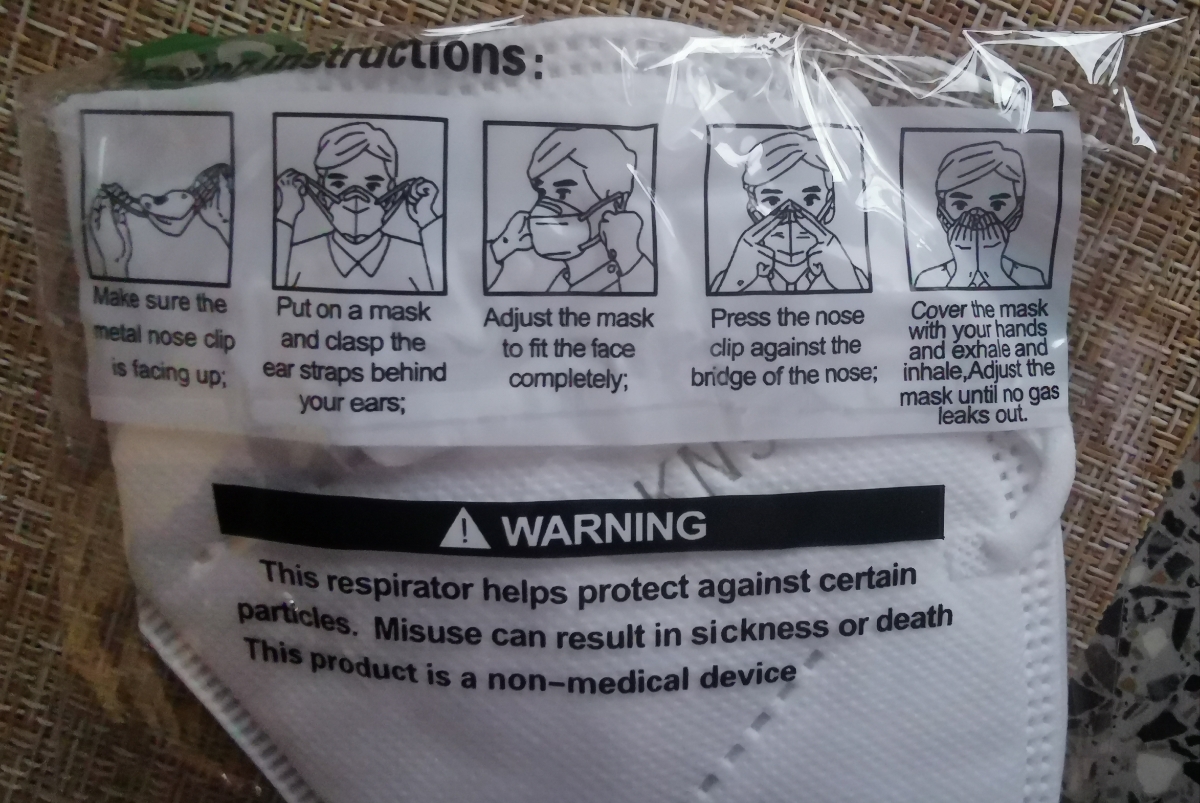 instructions:
Make sure the
metal nose clip
is facing up;
Put on a mask
and clasp the
ear straps behind
your ears;
Adjust the mask
to fit the face
completely;
Press the nose
clip against the
bridge of the nose;
Cover the mask
with your hands
and exhale and
inhale,Adjust the
mask until no gas
leaks out.
KN
WARNING
This respirator helps protect against certain
particles. Misuse can result in sickness or death
This product is a non-medical device